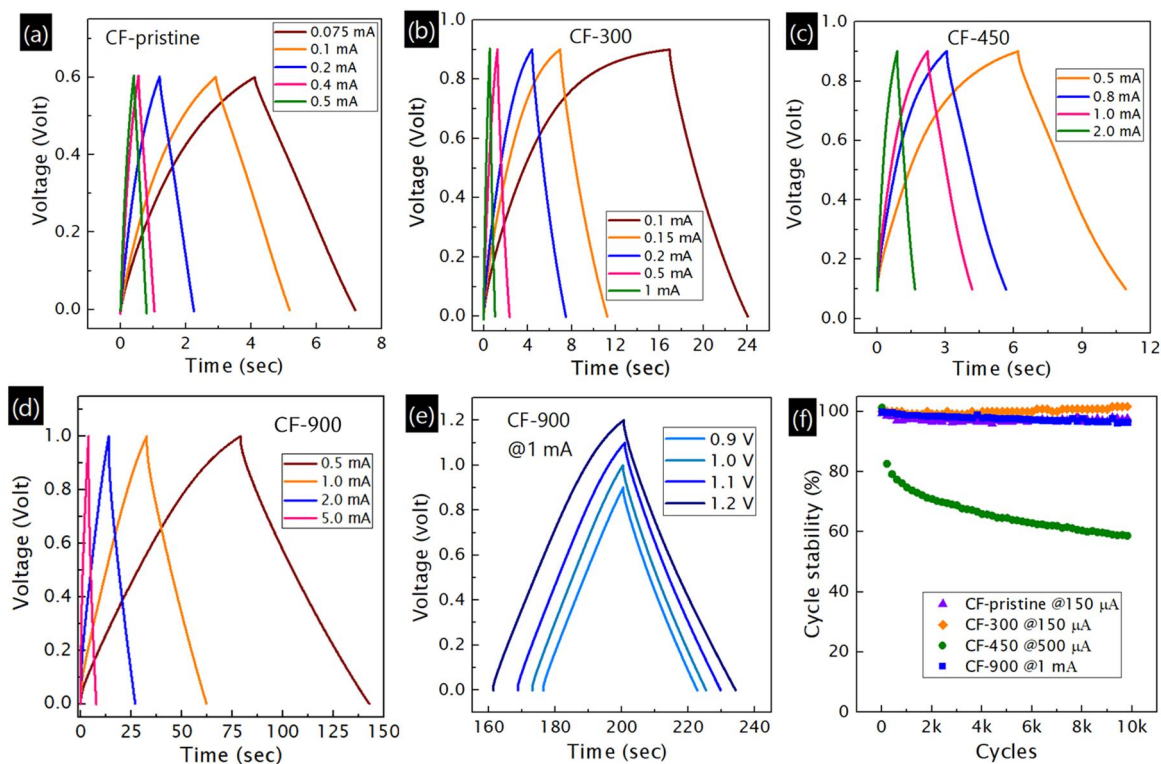 (a)
CF-pristine
0.075 mA
0.1 mA
0.2 mA
0.4 mA
0.5 mA
Voltage (Volt)
0.6
0.4
0.2
0.0
0 2 4 6 8
Time (sec)
(b)
CF-300
0.1 mA
0.15 mA
0.2 mA
0.5 mA
1 mA
Voltage (Volt)
1.0
0.8
0.6
0.4
0.2
0.0
0 4 8 12 16 20 24
Time (sec)
(c)
CF-450
0.5 mA
0.8 mA
1.0 mA
2.0 mA
Voltage (Volt)
1.0
0.8
0.6
0.4
0.2
0.0
0 3 6 9 12
Time (sec)
(d)
CF-900
0.5 mA
1.0 mA
2.0 mA
5.0 mA
Voltage (Volt)
1.0
0.8
0.6
0.4
0.2
0.0
0 25 50 75 100 125 150
Time (sec)
(e)
CF-900
@1 mA
0.9 V
1.0 V
1.1 V
1.2 V
Voltage (volt)
1.2
1.0
0.8
0.6
0.4
0.2
0.0
160 180 200 220 240
Time (sec)
(f)
CF-pristine @150 μA
CF-300 @150 μA
CF-450 @500 μA
CF-900 @1 mA
Cycle stability (%)
100
80
60
40
20
0
0 2k 4k 6k 8k 10k
Cycles